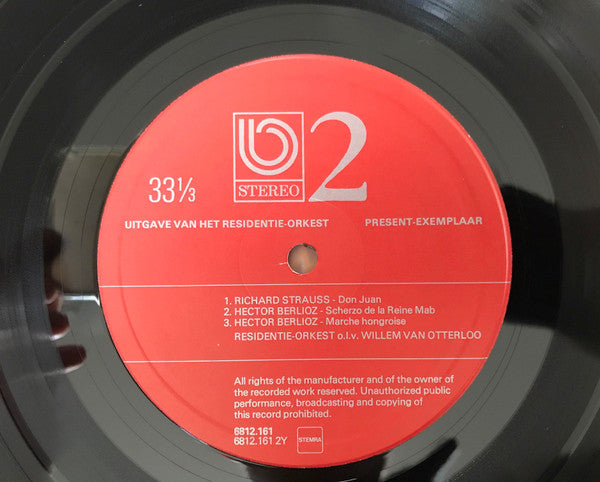 b
STEREO
2
33⅓
UITGAVE VAN HET RESIDENTIE-ORKEST PRESENT-EXEMPLAAR
1. RICHARD STRAUSS - Don Juan
2. HECTOR BERLIOZ - Scherzo de la Reine Mab
3. HECTOR BERLIOZ - Marche hongroise
RESIDENTIE-ORKEST o.l.v. WILLEM VAN OTTERLOO
All rights of the manufacturer and of the owner of
the recorded work reserved. Unauthorized public
performance, broadcasting and copying of
this record prohibited.
6812.161
6812.161 2Y STEMRA